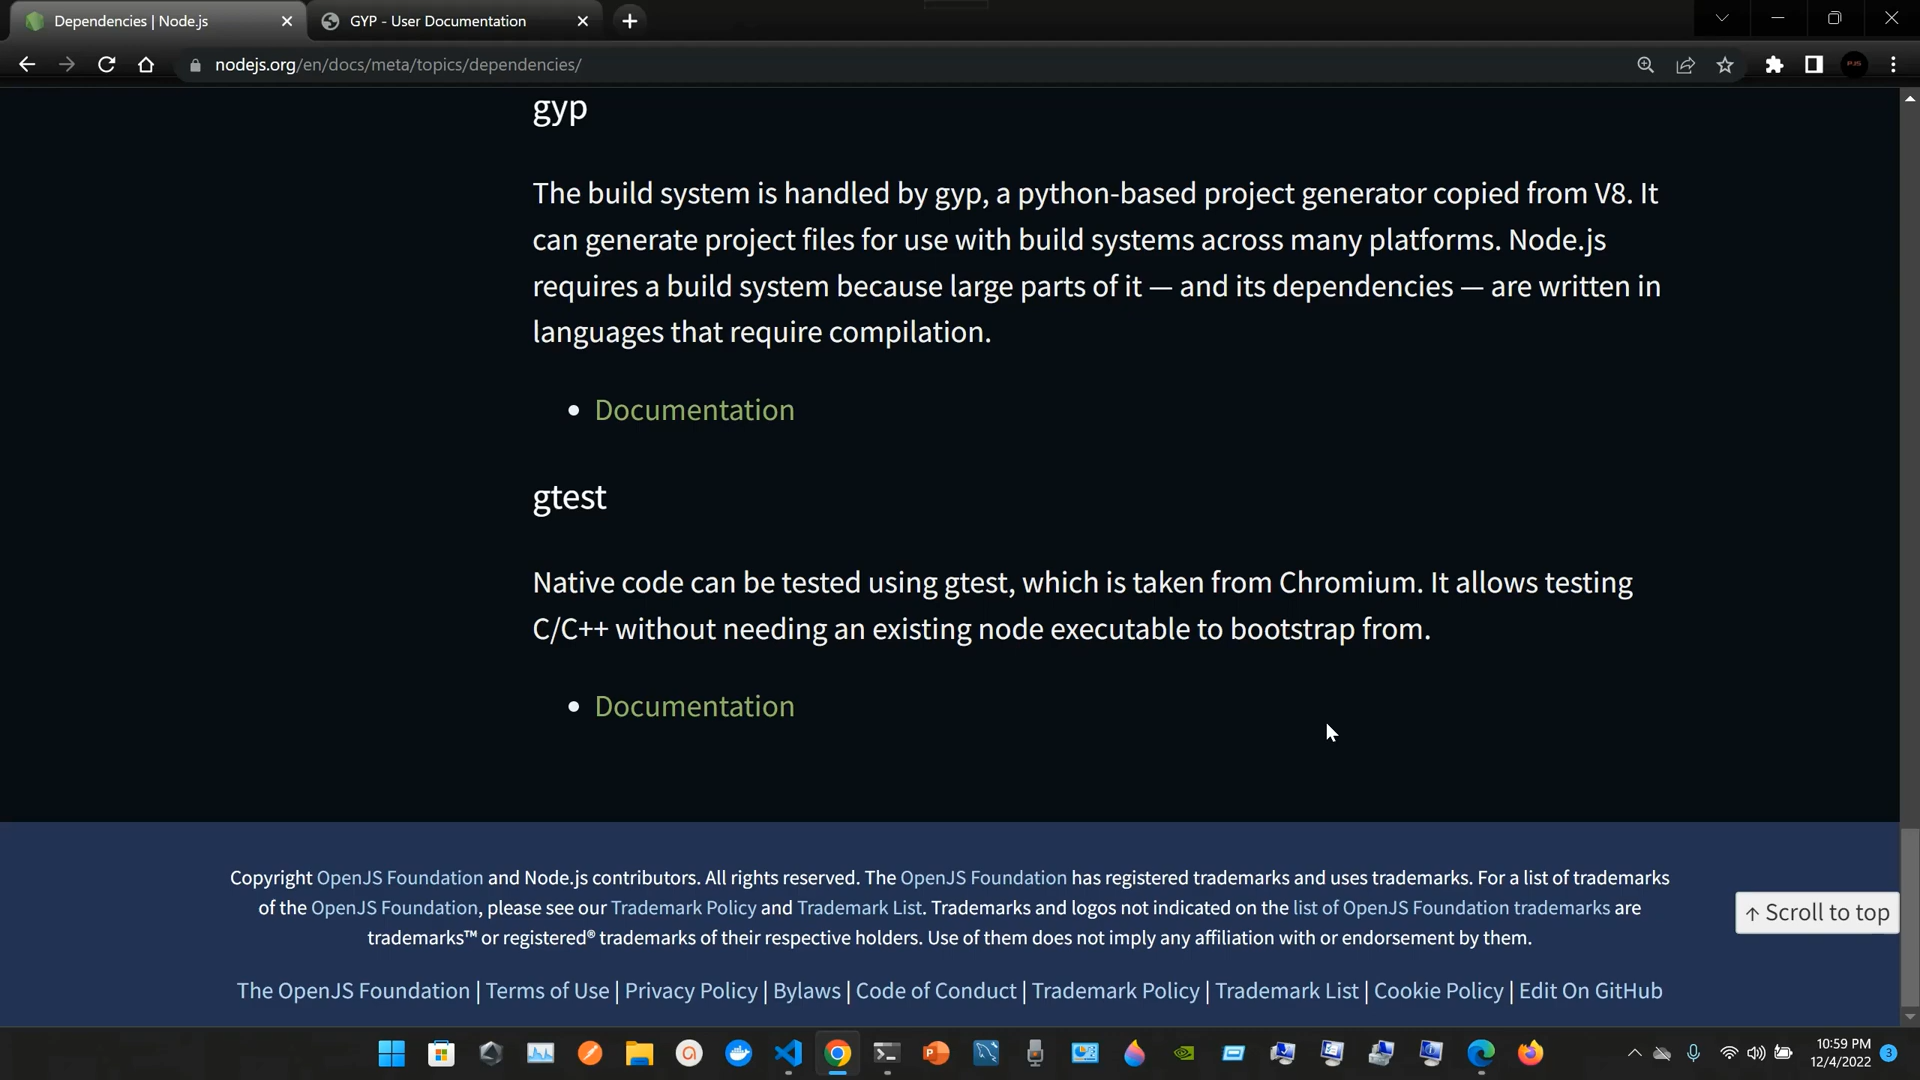 Dependencies | Node.js
GYP - User Documentation
nodejs.org/en/docs/meta/topics/dependencies/
PJS
gyp
The build system is handled by gyp, a python-based project generator copied from V8. It
can generate project files for use with build systems across many platforms. Node.js
requires a build system because large parts of it — and its dependencies — are written in
languages that require compilation.
• Documentation
gtest
Native code can be tested using gtest, which is taken from Chromium. It allows testing
C/C++ without needing an existing node executable to bootstrap from.
• Documentation
Copyright OpenJS Foundation and Node.js contributors. All rights reserved. The OpenJS Foundation has registered trademarks and uses trademarks. For a list of trademarks
of the OpenJS Foundation, please see our Trademark Policy and Trademark List. Trademarks and logos not indicated on the list of OpenJS Foundation trademarks are
trademarks™ or registered® trademarks of their respective holders. Use of them does not imply any affiliation with or endorsement by them.
↑ Scroll to top
The OpenJS Foundation | Terms of Use | Privacy Policy | Bylaws | Code of Conduct | Trademark Policy | Trademark List | Cookie Policy | Edit On GitHub
10:59 PM
12/4/2022
3